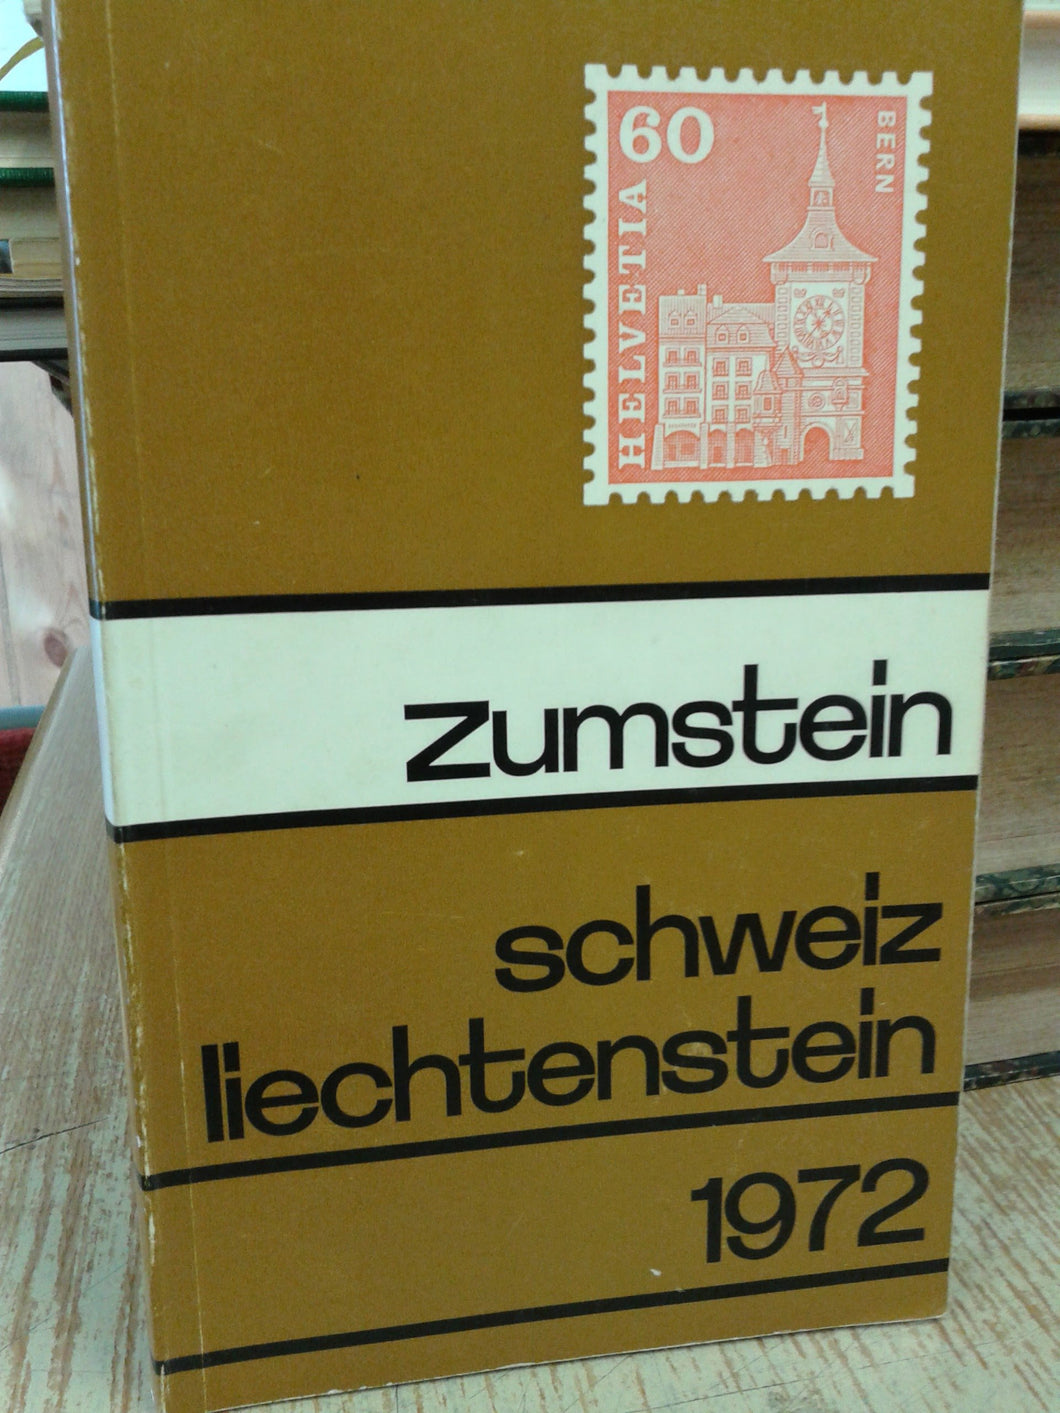 60
BERN
HELVETIA
zumstein
schweiz
liechtenstein
1972